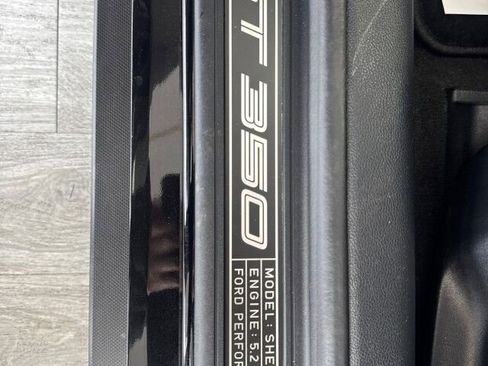 T 350
MODEL: SHE
ENGINE: 5.2
FORD PERFOR